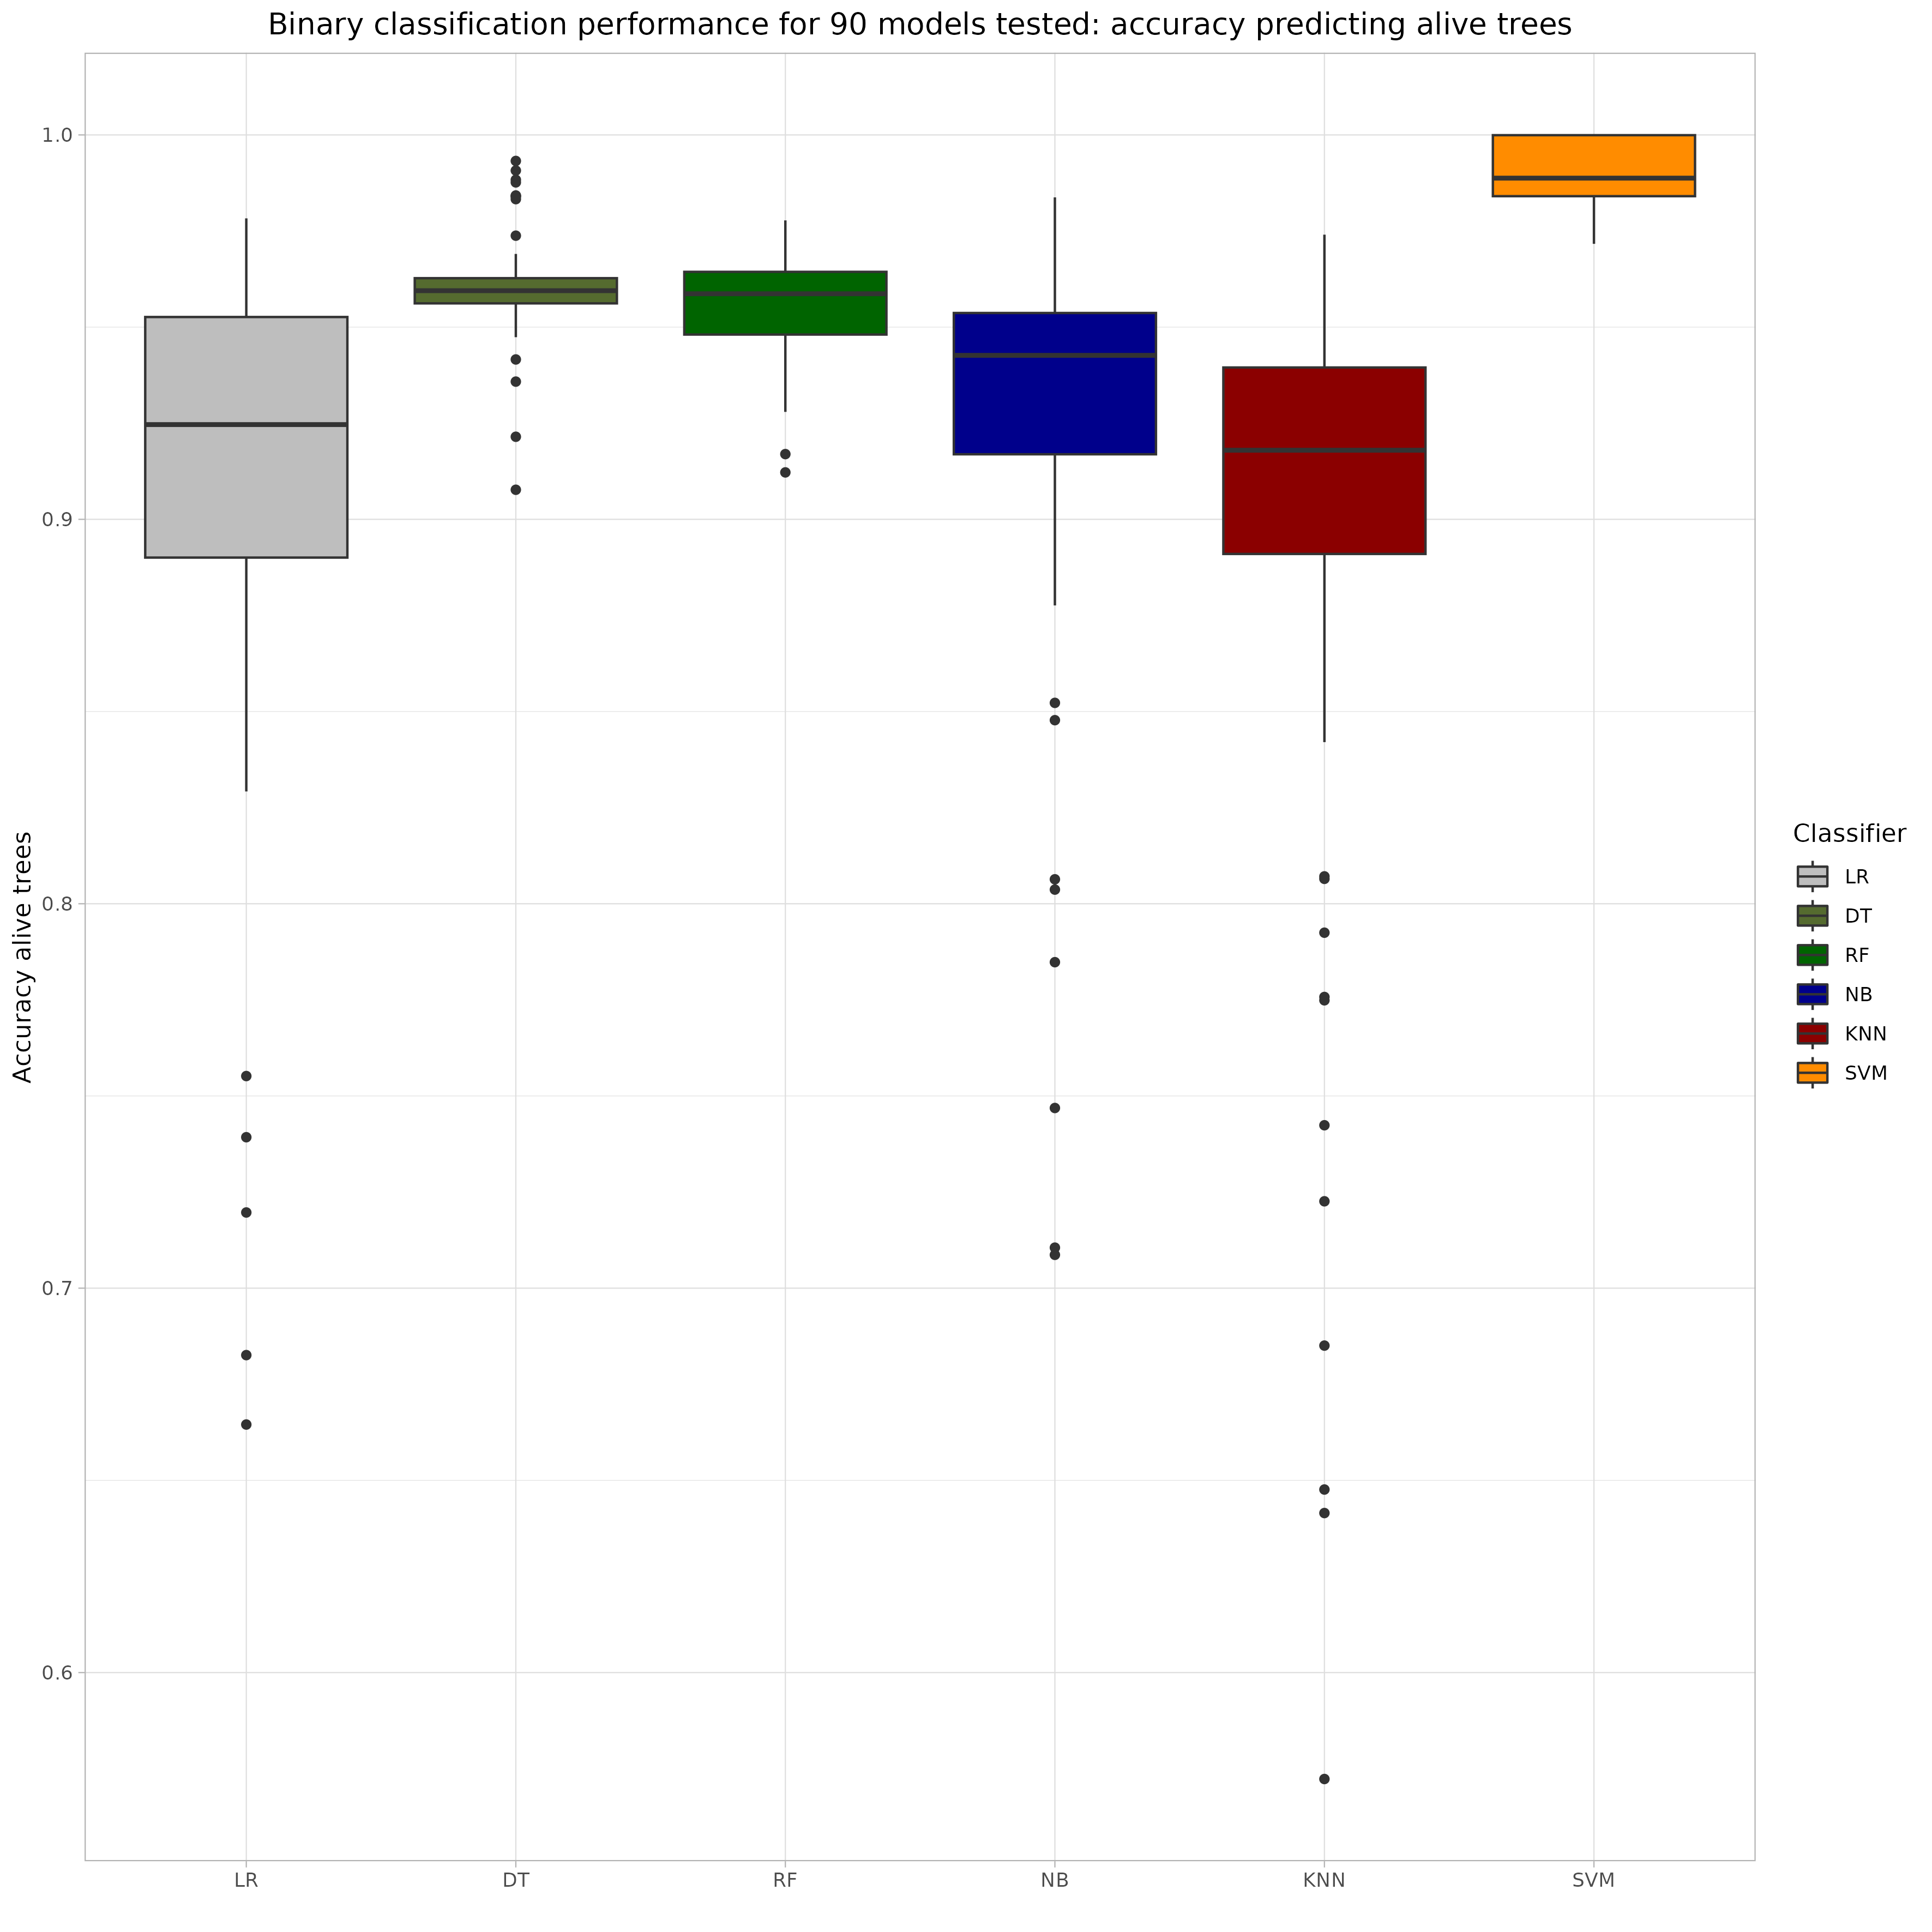 Binary classification performance for 90 models tested: accuracy predicting alive trees
Accuracy alive trees
1.0
0.9
0.8
0.7
0.6
LR
DT
RF
NB
KNN
SVM
Classifier
LR
DT
RF
NB
KNN
SVM